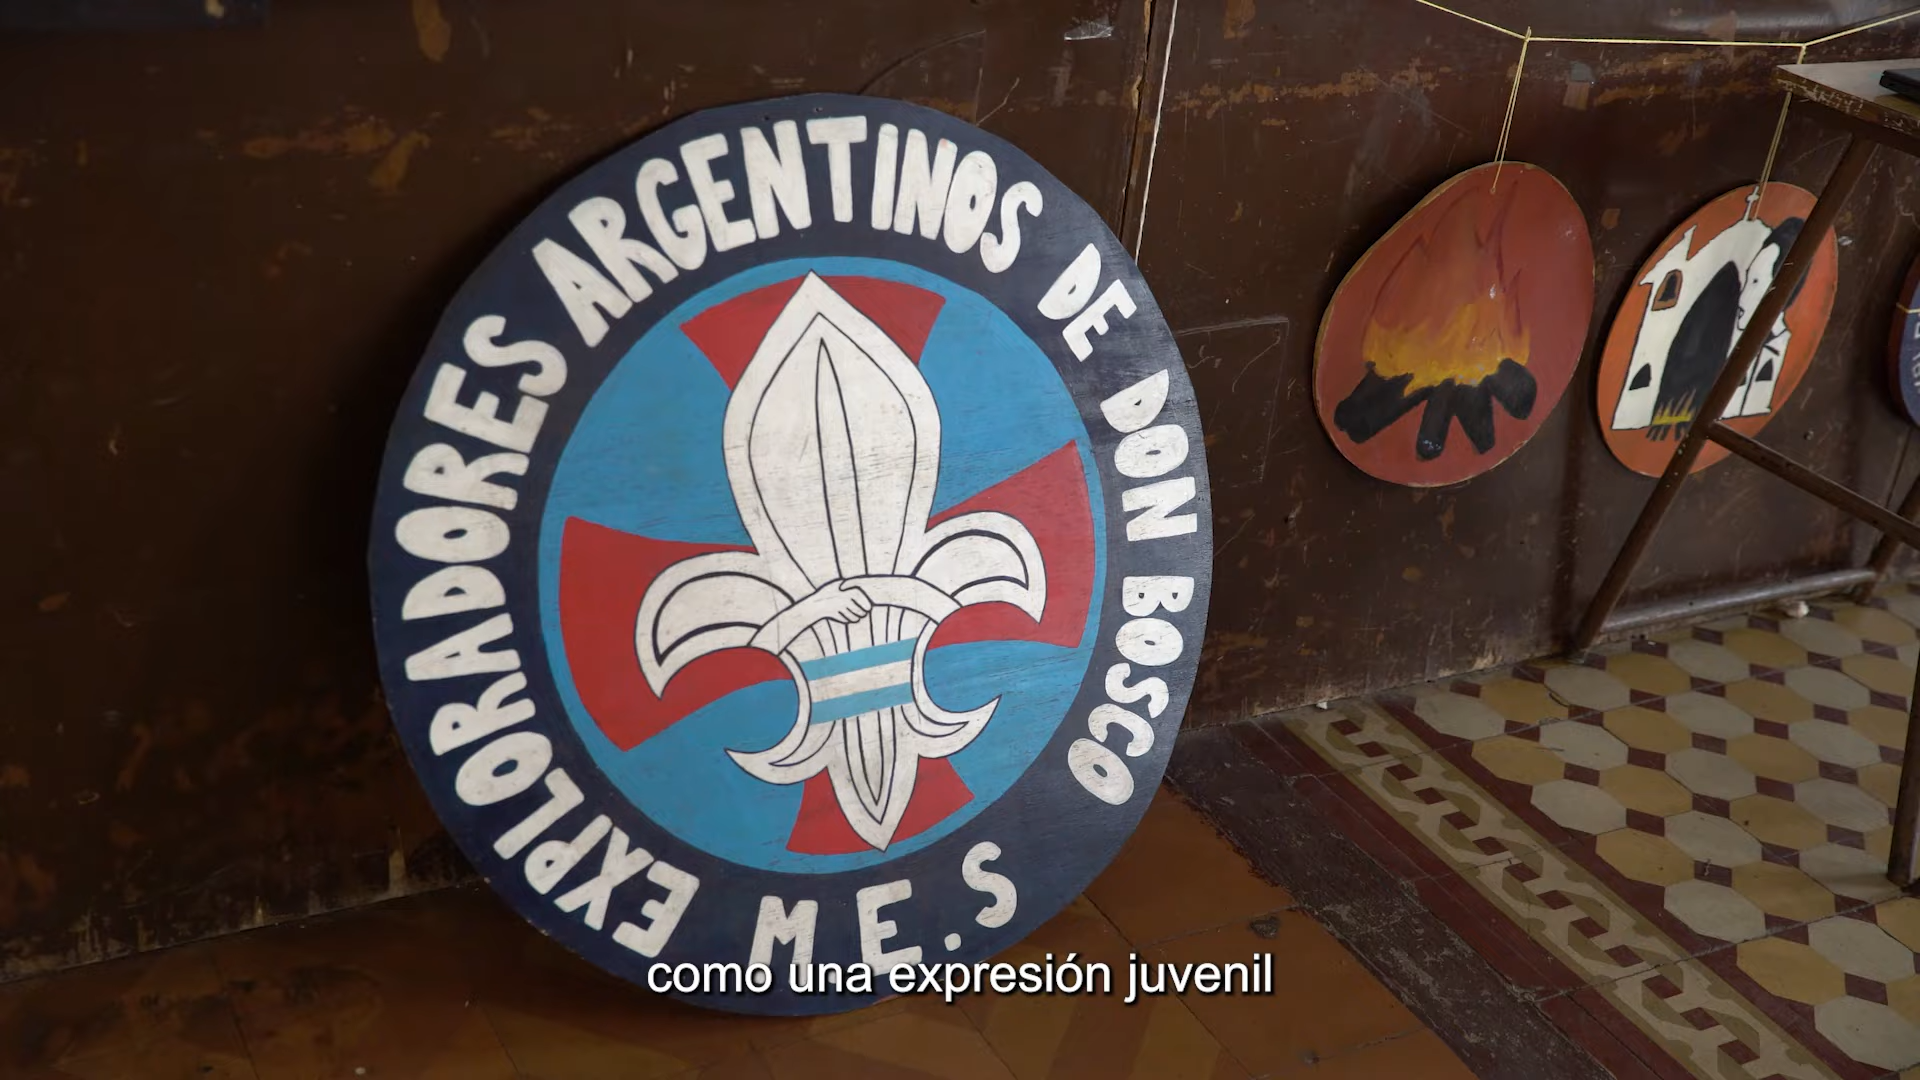 EXPLORADORES ARGENTINOS DE DON BOSCO
M E.S
como una expresión juvenil